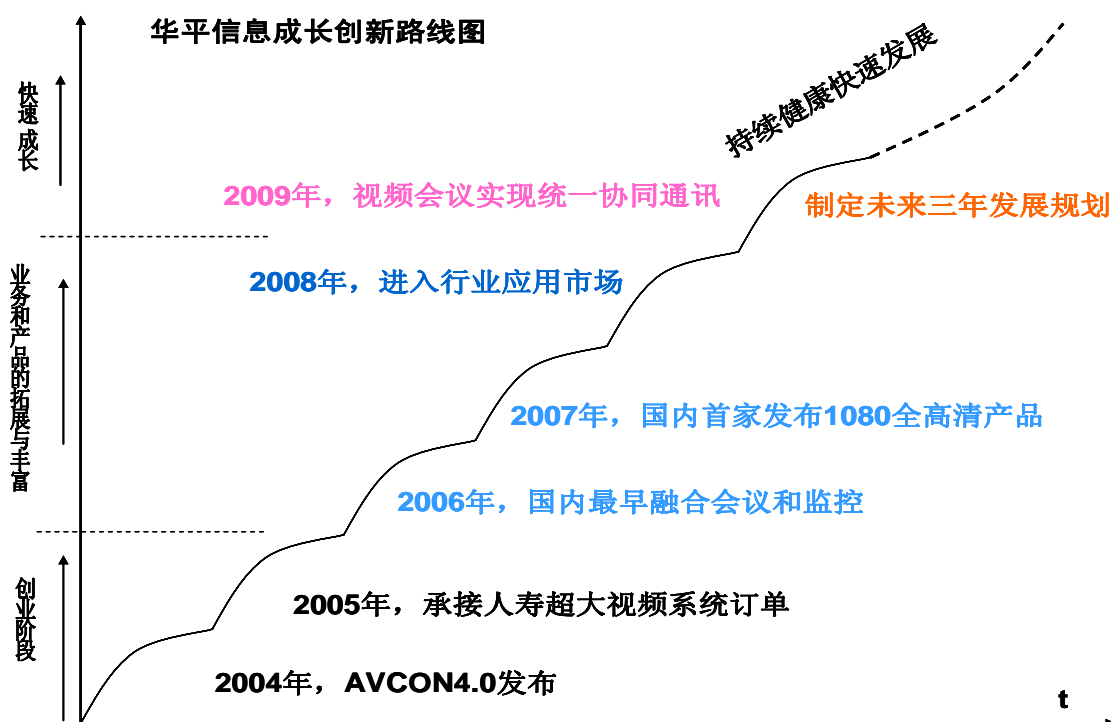 华平信息成长创新路线图
持续健康快速发展
快速成长
2009年，视频会议实现统一协同通讯
制定未来三年发展规划
2008年，进入行业应用市场
业务和产品的拓展与丰富
2007年，国内首家发布1080全高清产品
2006年，国内最早融合会议和监控
创业阶段
2005年，承接人寿超大视频系统订单
2004年，AVCON4.0发布
t